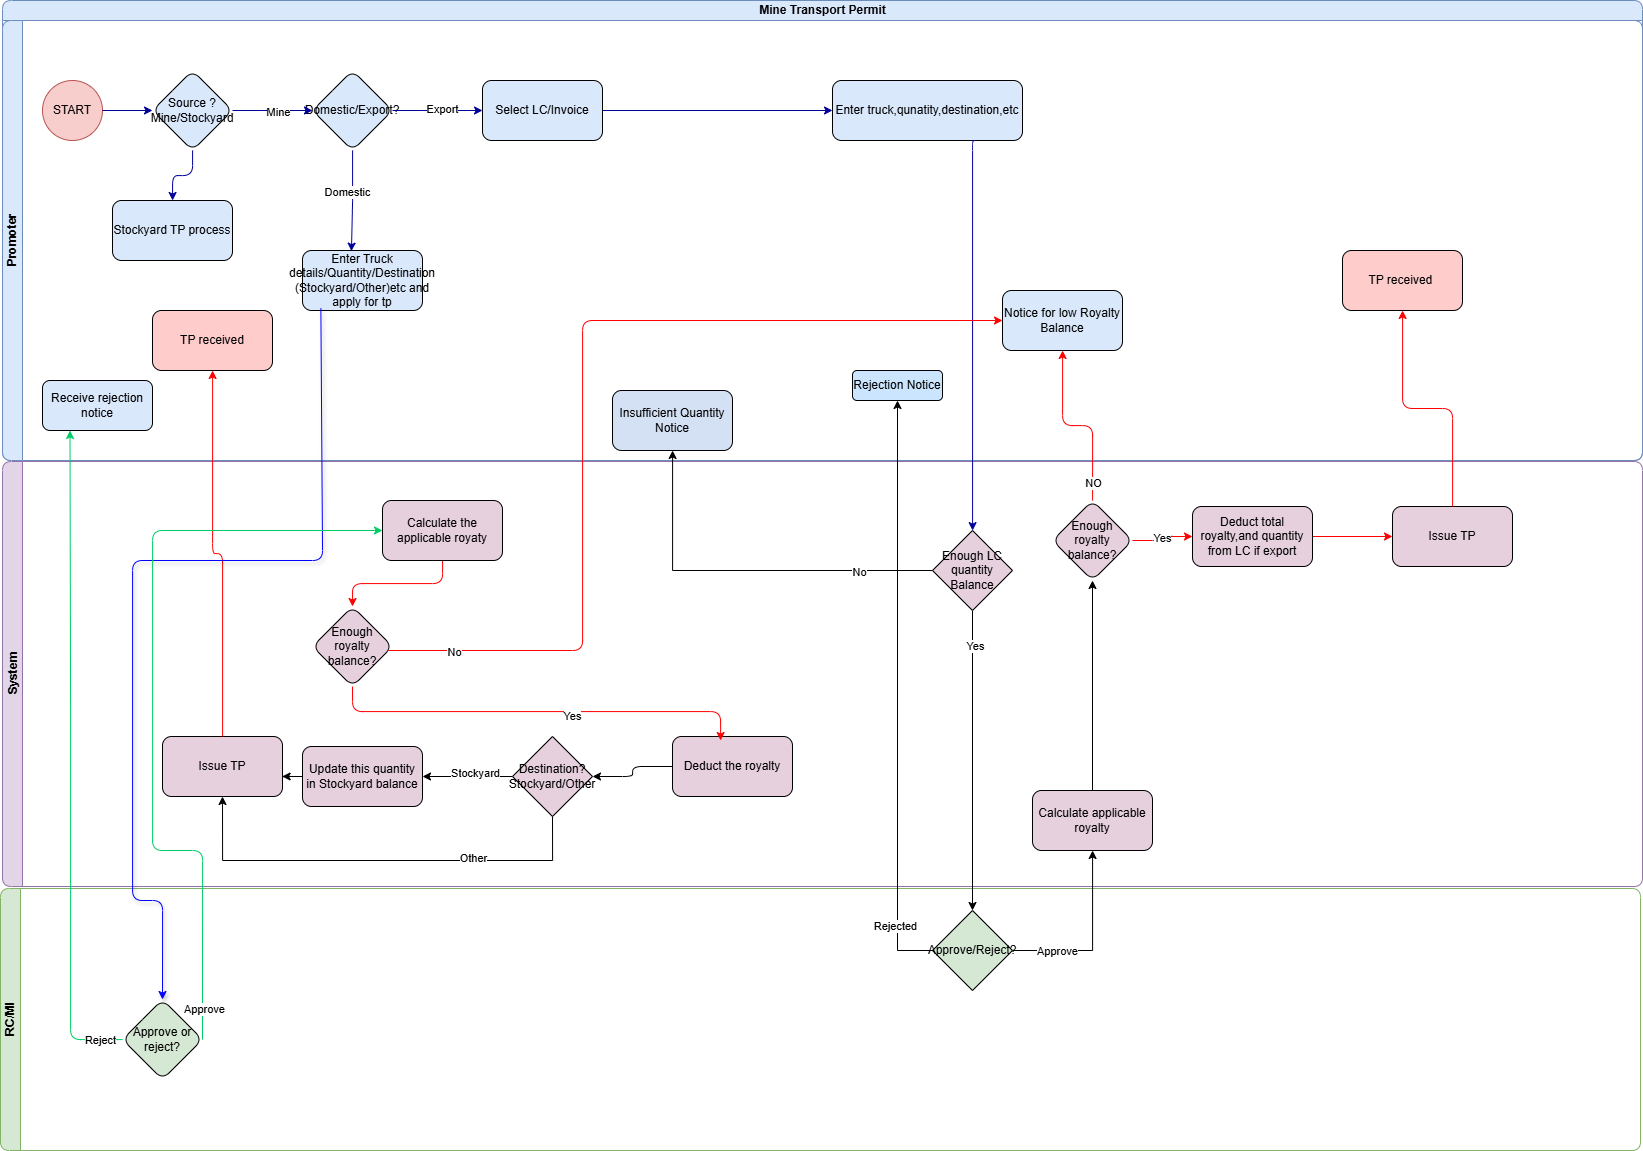 Mine Transport Permit
Promoter
START
Source ?
Mine/Stockyard
Mine
Domestic/Export?
Export
Select LC/Invoice
Enter truck,qunatity,destination,etc
Domestic
Stockyard TP process
Enter Truck
details/Quantity/Destination
(Stockyard/Other)etc and
apply for tp
TP received
Notice for low Royalty
Balance
TP received
Receive rejection
notice
Insufficient Quantity
Notice
Rejection Notice
System
Calculate the
applicable royaty
Enough LC
quantity
Balance
No
Yes
NO
Enough
royalty
balance?
Yes
Deduct total
royalty,and quantity
from LC if export
Issue TP
Enough
royalty
balance?
No
Yes
Issue TP
Update this quantity
in Stockyard balance
Stockyard
Destination?
Stockyard/Other
Deduct the royalty
Other
Calculate applicable
royalty
RC/MI
Rejected
Approve/Reject?
Approve
Approve
Reject
Approve or
reject?